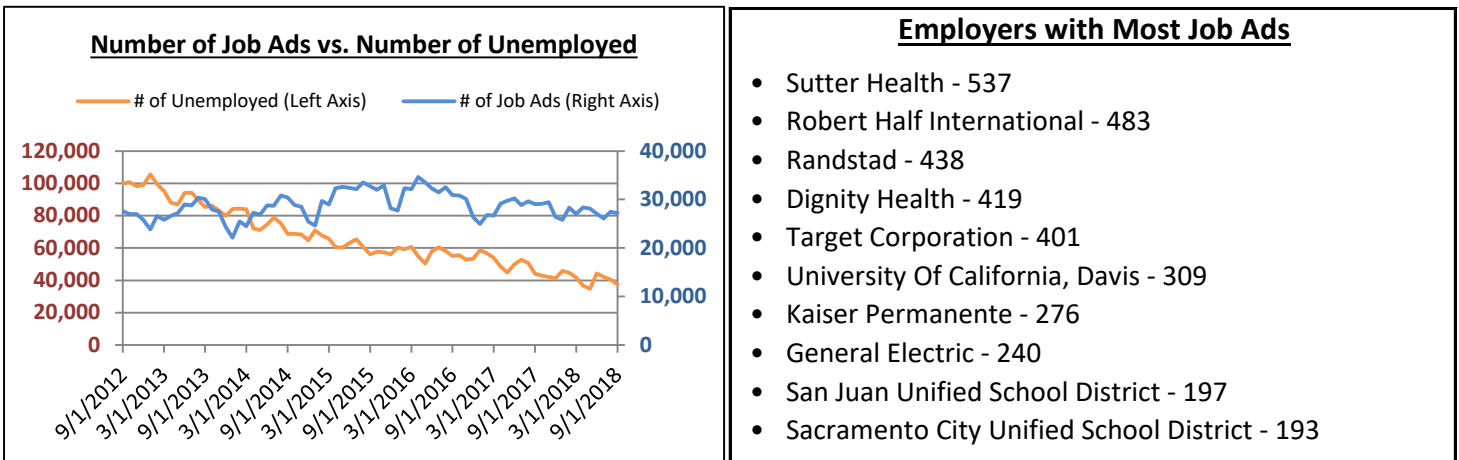 Number of Job Ads vs. Number of Unemployed
# of Unemployed (Left Axis) # of Job Ads (Right Axis)
120,000 40,000
100,000
30,000
80,000
60,000 20,000
40,000
10,000
20,000
0 0
9/1/2012 3/1/2013 9/1/2013 3/1/2014 9/1/2014 3/1/2015 9/1/2015 3/1/2016 9/1/2016 3/1/2017 9/1/2017 3/1/2018 9/1/2018
Employers with Most Job Ads
• Sutter Health - 537
• Robert Half International - 483
• Randstad - 438
• Dignity Health - 419
• Target Corporation - 401
• University Of California, Davis - 309
• Kaiser Permanente - 276
• General Electric - 240
• San Juan Unified School District - 197
• Sacramento City Unified School District - 193